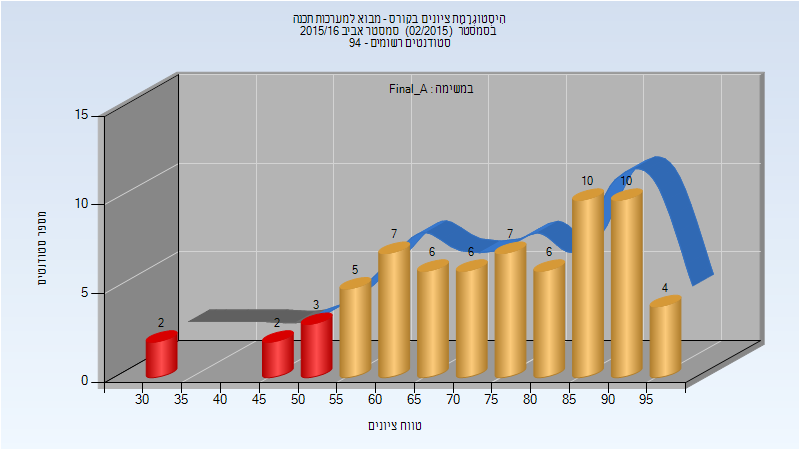 היסטוגרמת ציונים בקורס - מבוא למערכות תכנה
בסמסטר (02/2015) סמסטר אביב 2015/16
סטודנטים רשומים - 94
במשימה : Final_A
מספר סטודנטים
15
10
5
0
2
2
3
5
7
6
6
7
6
10
10
4
30 35 40 45 50 55 60 65 70 75 80 85 90 95
טווח ציונים